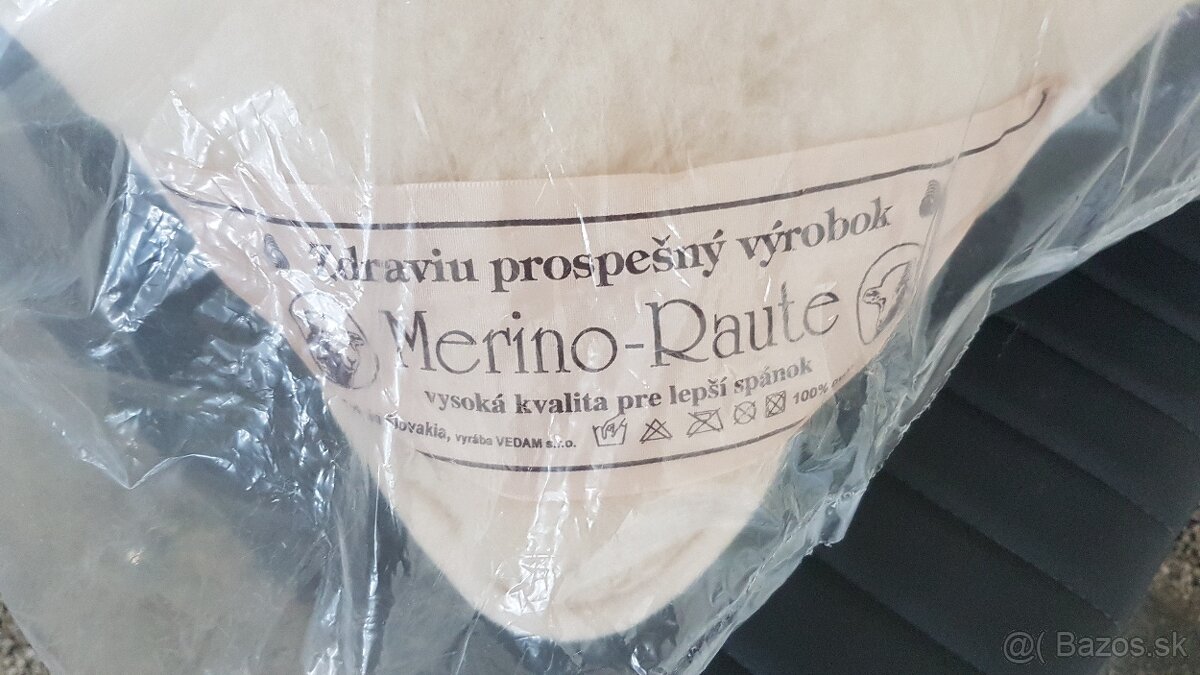 Zdraviu prospešný výrobok
Merino-Raute
vysoká kvalita pre lepší spánok
Slovakia, vyrába VEDAM s.r.o. 100%
@( Bazos.sk